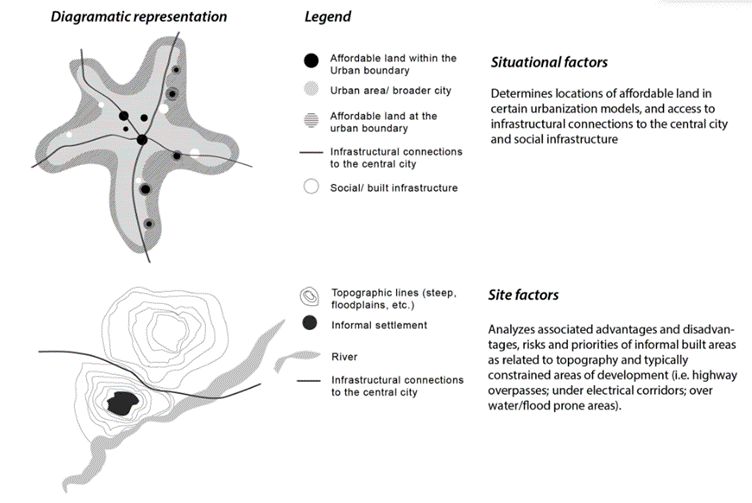 Diagramatic representation
Legend
Affordable land within the
Urban boundary
Urban area/ broader city
Affordable land at the
urban boundary
Infrastructural connections
to the central city
Social/ built infrastructure
Situational factors
Determines locations of affordable land in
certain urbanization models, and access to
infrastructural connections to the central city
and social infrastructure
Topographic lines (steep,
floodplains, etc.)
Informal settlement
River
Infrastructural connections
to the central city
Site factors
Analyzes associated advantages and disadvan-
tages, risks and priorities of informal built areas
as related to topography and typically
constrained areas of development (i.e. highway
overpasses; under electrical corridors; over
water/flood prone areas).